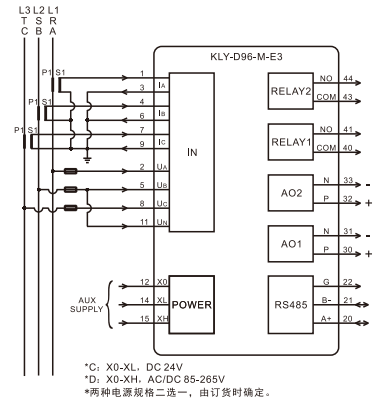 L3 L2 L1
T S R
C B A
KLY-D96-M-E3
P1 S1
P1 S1
P1 S1
1
3
IA
4
6
IB
7
9
IC
2 UA
5 UB
8 UC
11 UN
IN
RELAY2
NO 44
COM 43
RELAY1
NO 41
COM 40
AO2
N 33 -
P 32 +
AO1
N 31 -
P 30 +
AUX
SUPPLY
12 X0
14 XL
15 XH
POWER
RS485
G 22
B- 21
A+ 20
*C: X0-XL, DC 24V
*D: X0-XH, AC/DC 85-265V
*两种电源规格二选一，由订货时确定。